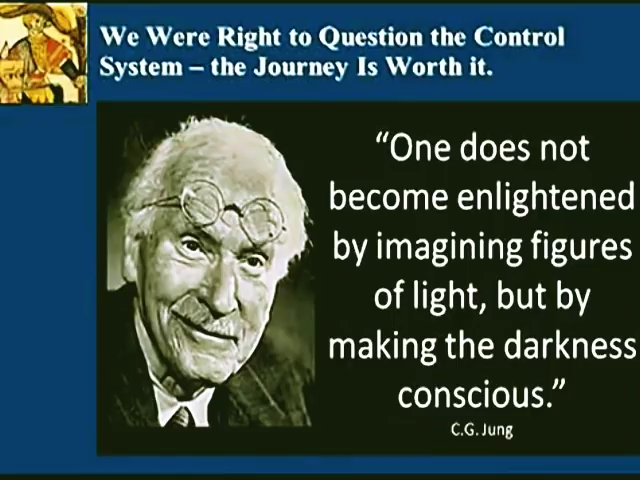 We Were Right to Question the Control
System – the Journey Is Worth it.
“One does not
become enlightened
by imagining figures
of light, but by
making the darkness
conscious.”
C.G. Jung